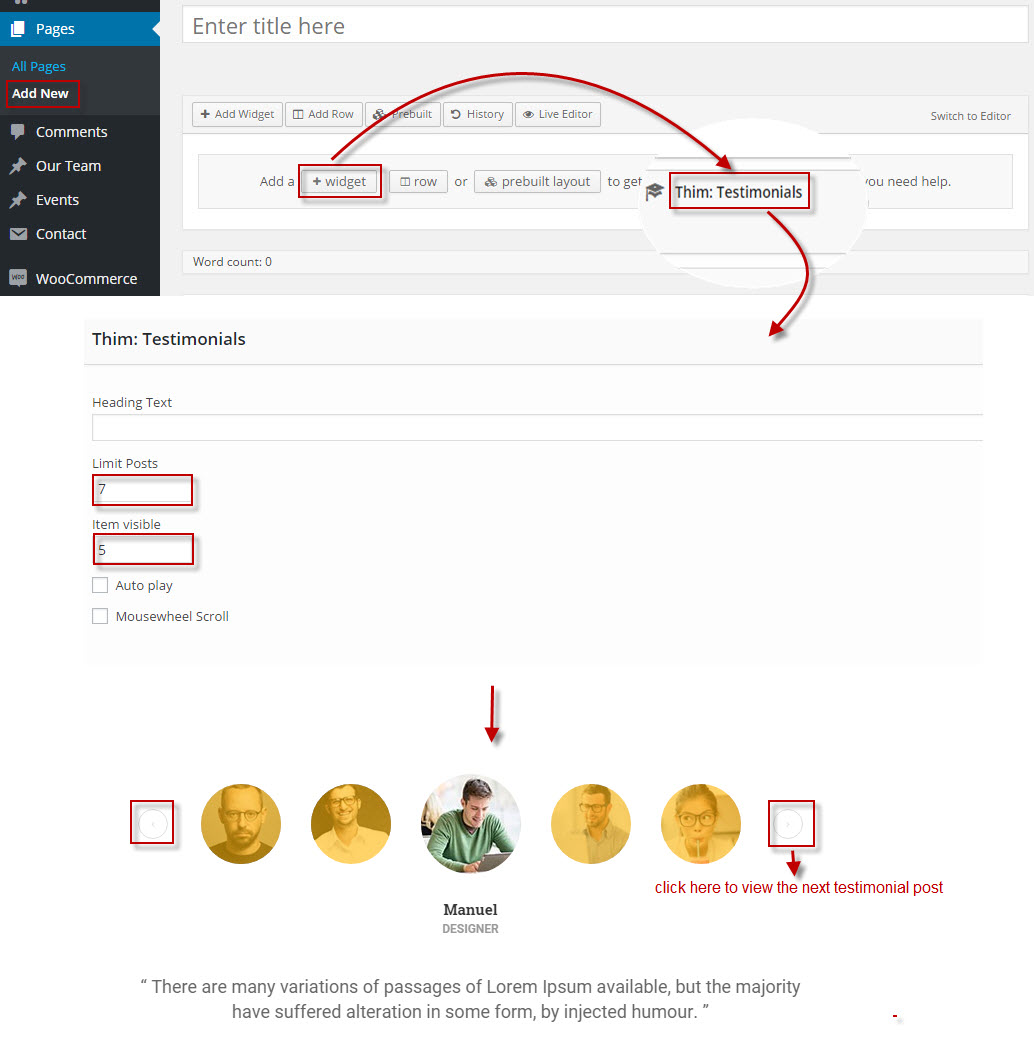 Pages
All Pages
Add New
Comments
Our Team
Events
Contact
WOO WooCommerce
Enter title here
Add Widget Add Row Prebuilt History Live Editor Switch to Editor
Add a widget row or prebuilt layout to get you need help.
Thim: Testimonials
Word count: 0
Thim: Testimonials
Heading Text
Limit Posts
7
Item visible
5
Auto play
Mousewheel Scroll
click here to view the next testimonial post
Manuel
DESIGNER
“ There are many variations of passages of Lorem Ipsum available, but the majority
have suffered alteration in some form, by injected humour. ”